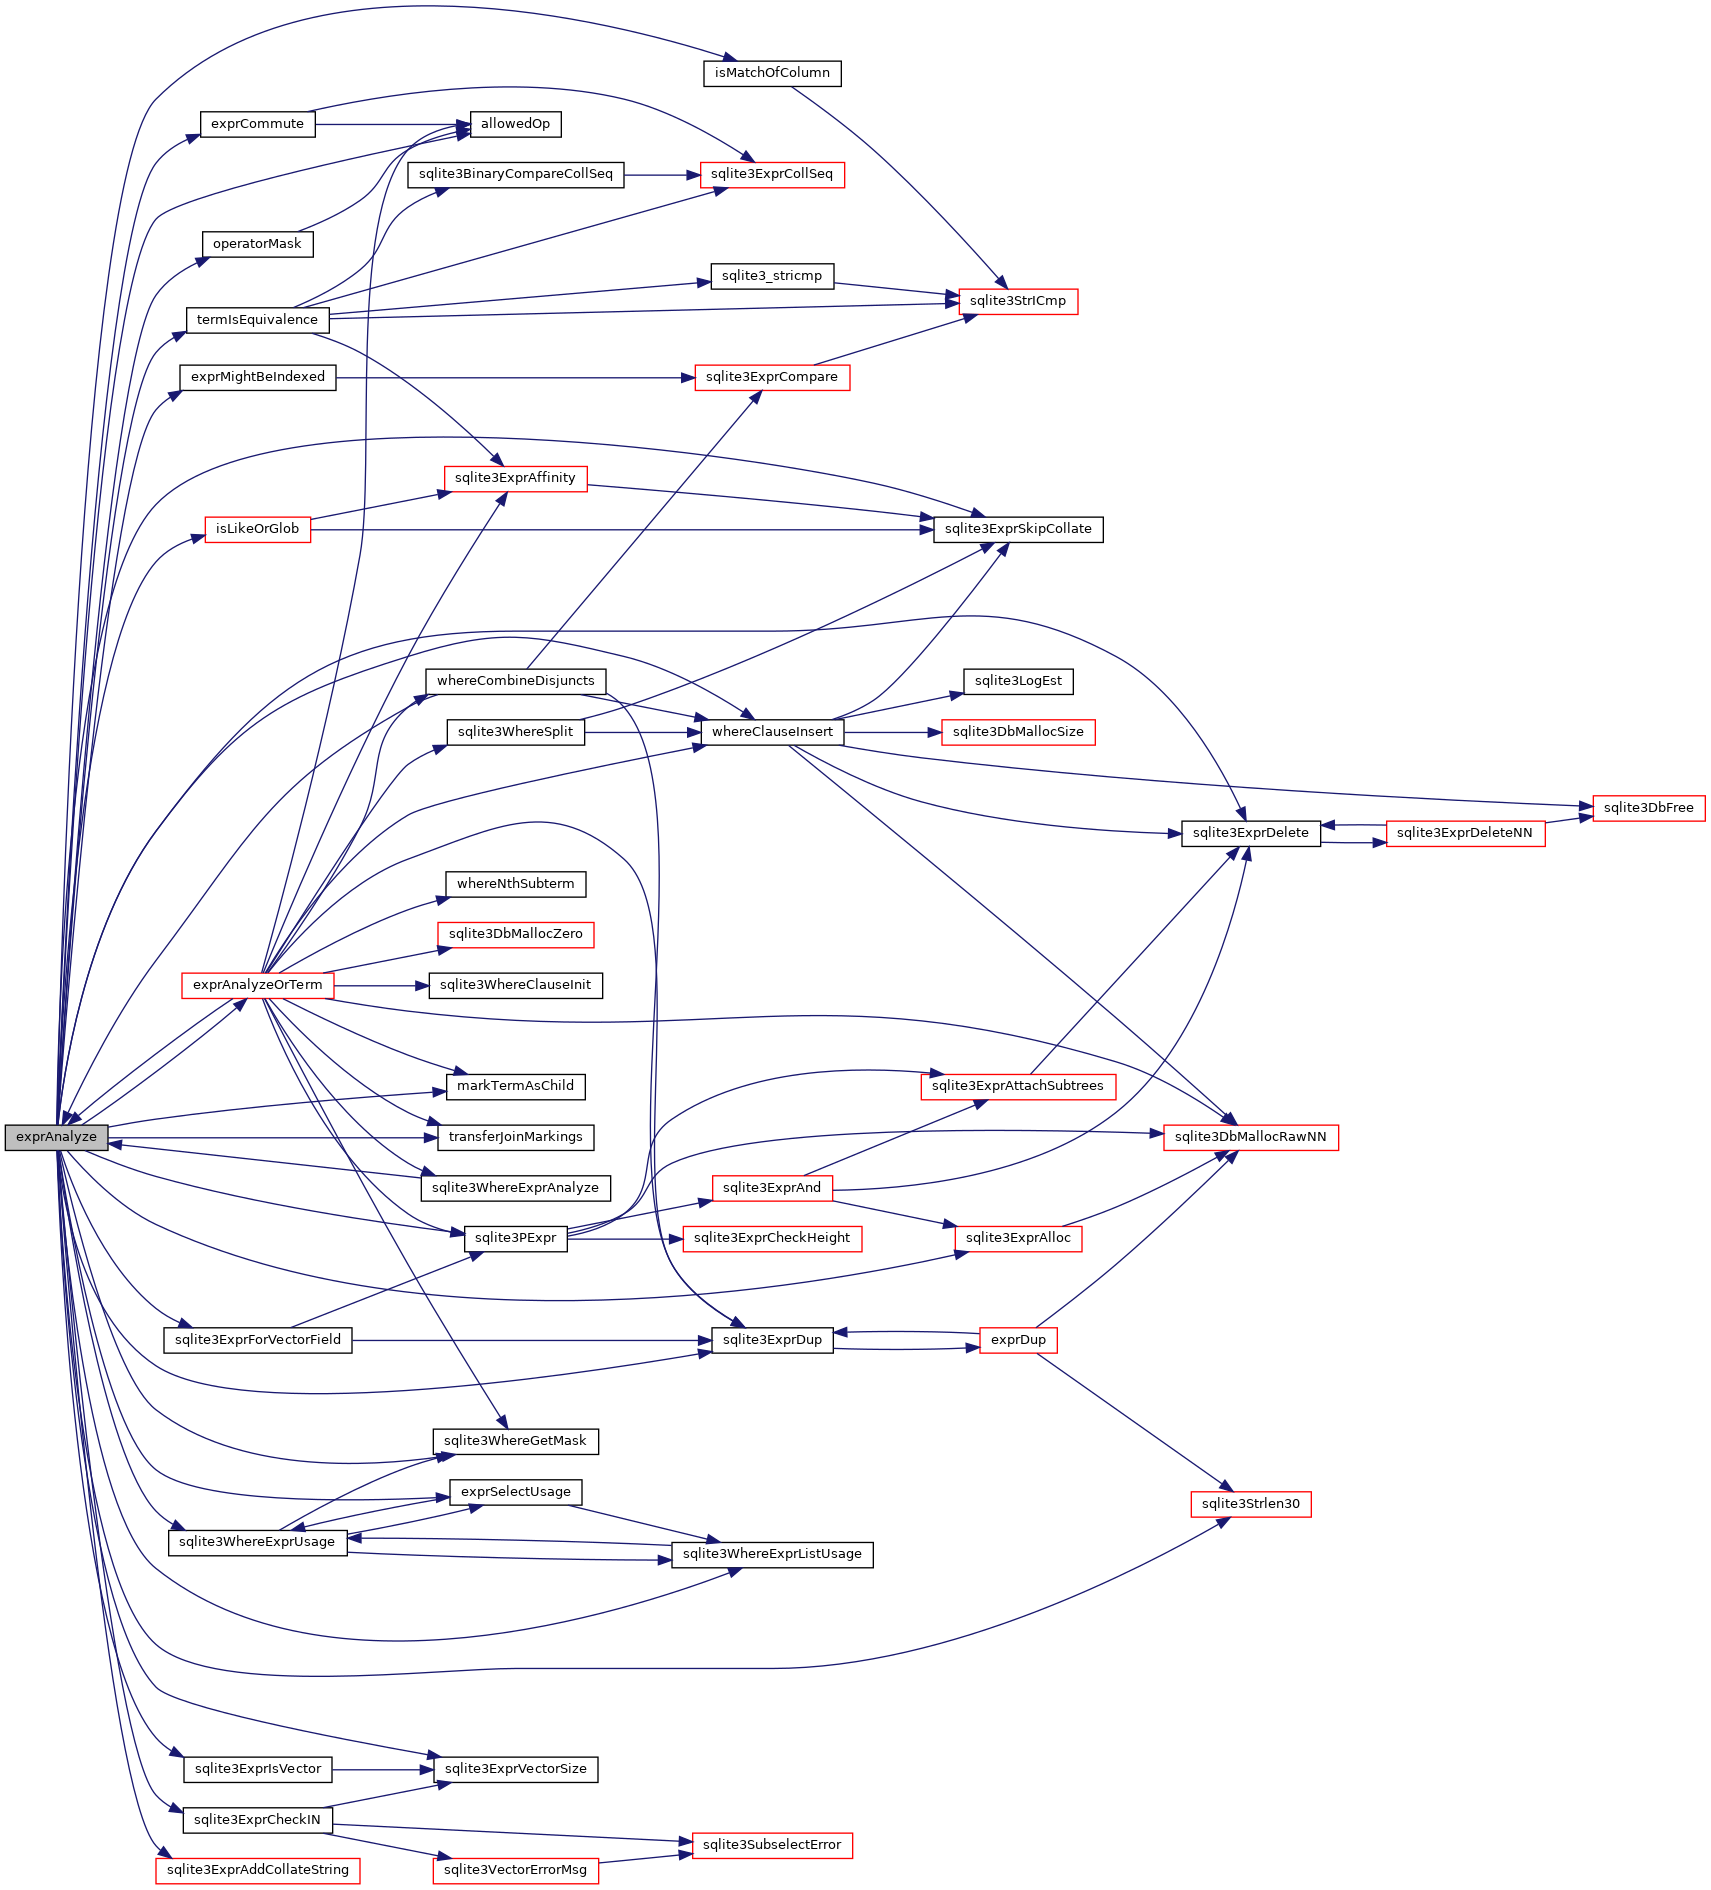 isMatchOfColumn
exprCommute
allowedOp
sqlite3BinaryCompareCollSeq
sqlite3ExprCollSeq
operatorMask
sqlite3_stricmp
sqlite3StrICmp
termIsEquivalence
exprMightBeIndexed
sqlite3ExprCompare
sqlite3ExprAffinity
isLikeOrGlob
sqlite3ExprSkipCollate
whereCombineDisjuncts
sqlite3LogEst
sqlite3WhereSplit
whereClauseInsert
sqlite3DbMallocSize
sqlite3DbFree
sqlite3ExprDelete
sqlite3ExprDeleteNN
whereNthSubterm
sqlite3DbMallocZero
exprAnalyzeOrTerm
sqlite3WhereClauseInit
markTermAsChild
sqlite3ExprAttachSubtrees
exprAnalyze
transferJoinMarkings
sqlite3DbMallocRawNN
sqlite3WhereExprAnalyze
sqlite3ExprAnd
sqlite3PExpr
sqlite3ExprCheckHeight
sqlite3ExprAlloc
sqlite3ExprForVectorField
sqlite3ExprDup
exprDup
sqlite3WhereGetMask
exprSelectUsage
sqlite3Strlen30
sqlite3WhereExprUsage
sqlite3WhereExprListUsage
sqlite3ExprIsVector
sqlite3ExprVectorSize
sqlite3ExprCheckIN
sqlite3SubselectError
sqlite3ExprAddCollateString
sqlite3VectorErrorMsg